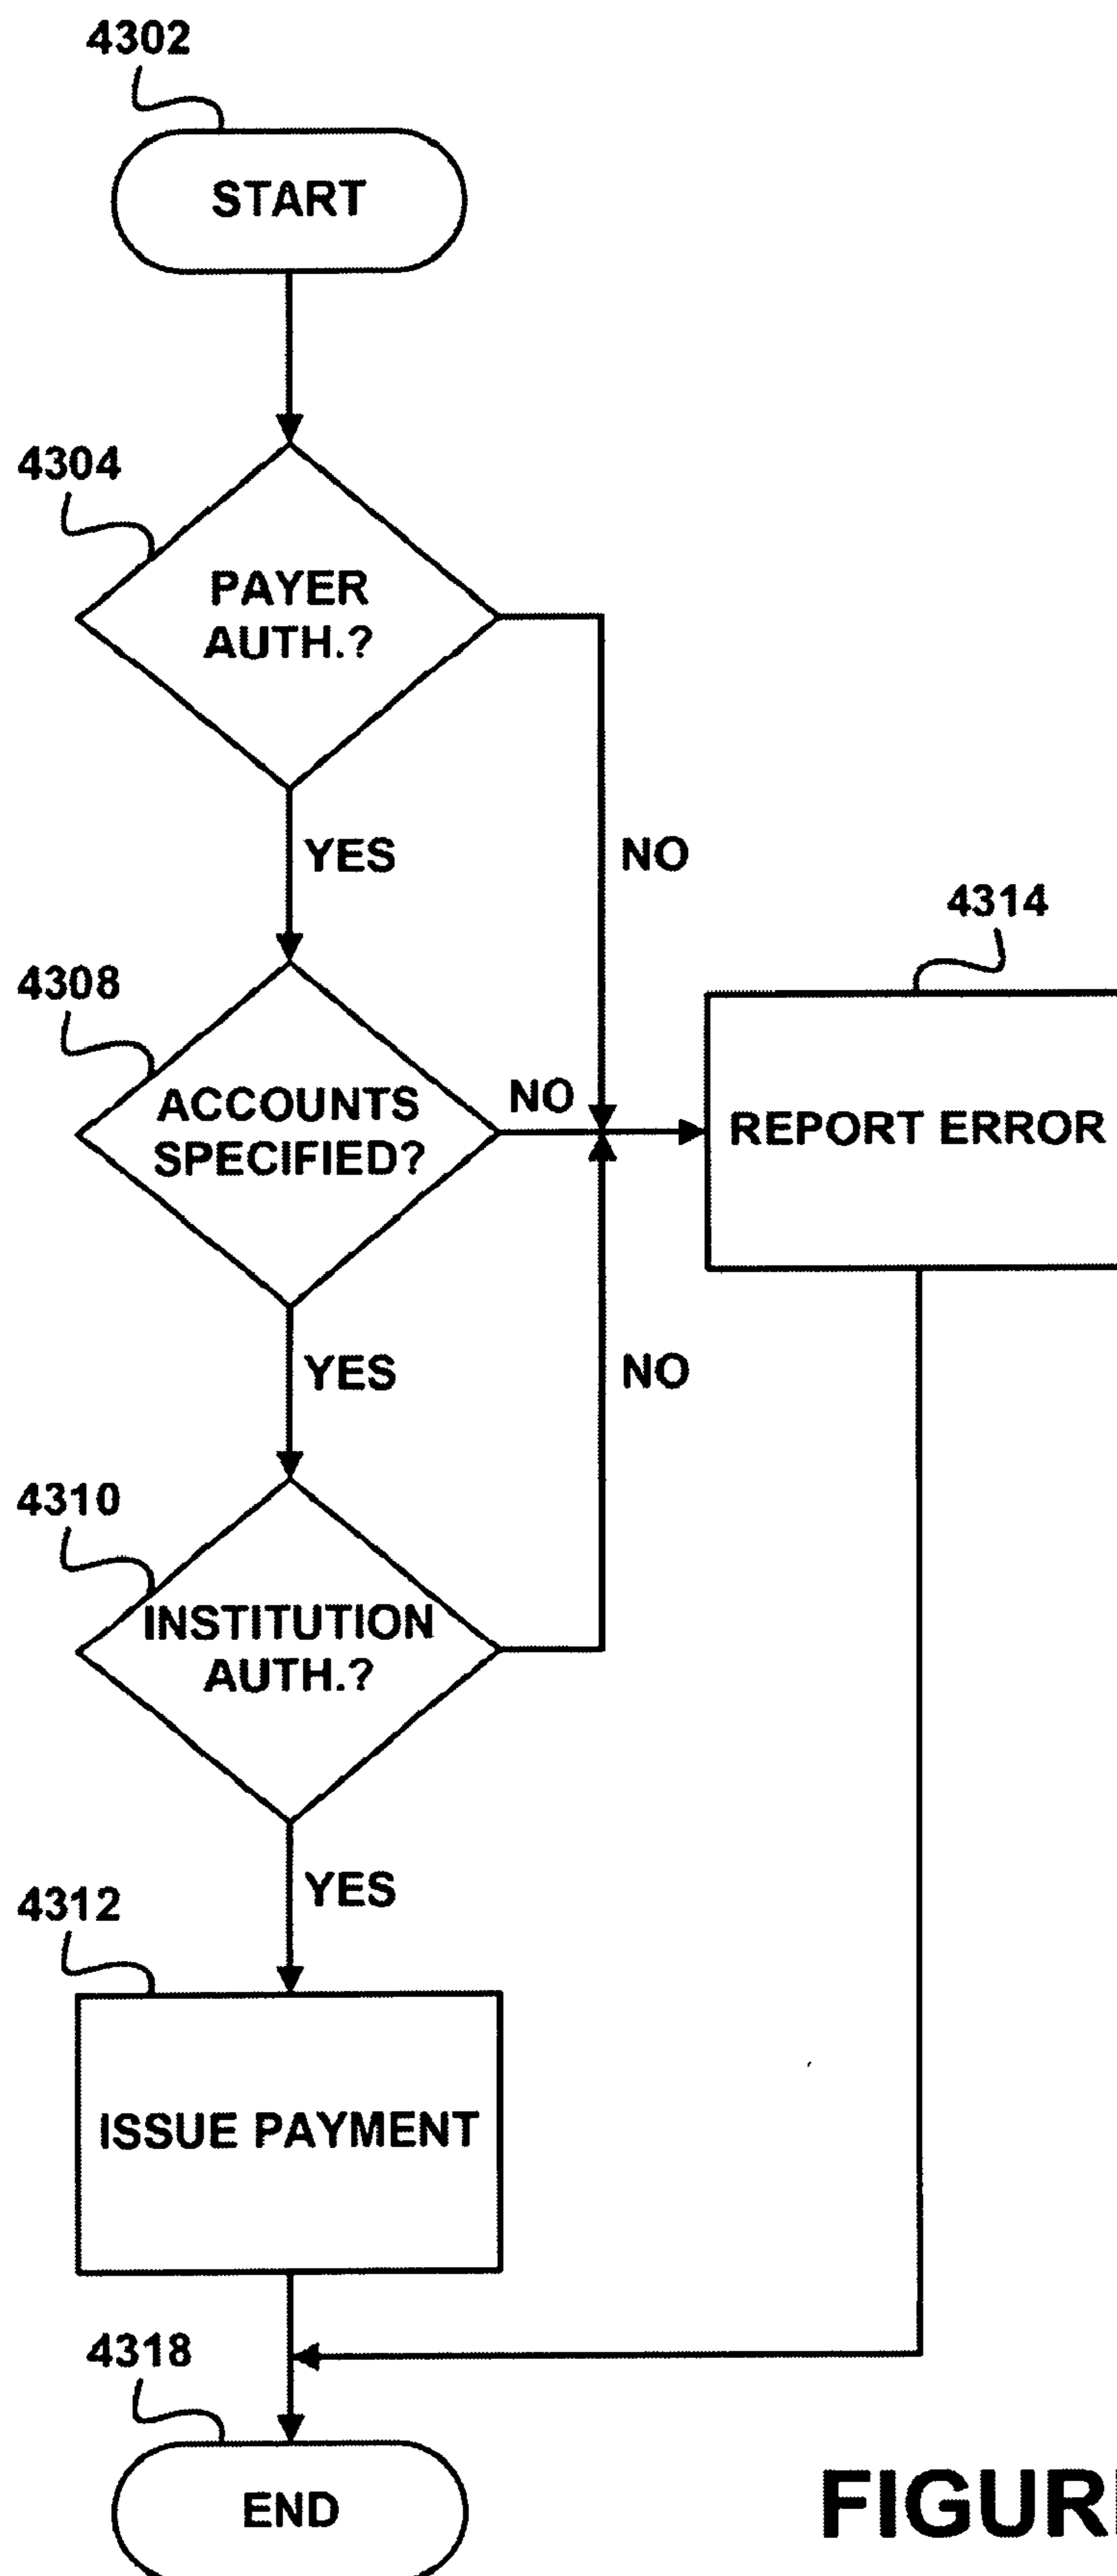 4302
START
4304
PAYER
AUTH.?
YES
NO
4314
4308
ACCOUNTS
SPECIFIED?
NO
REPORT ERROR
YES
NO
4310
INSTITUTION
AUTH.?
YES
4312
ISSUE PAYMENT
4318
END